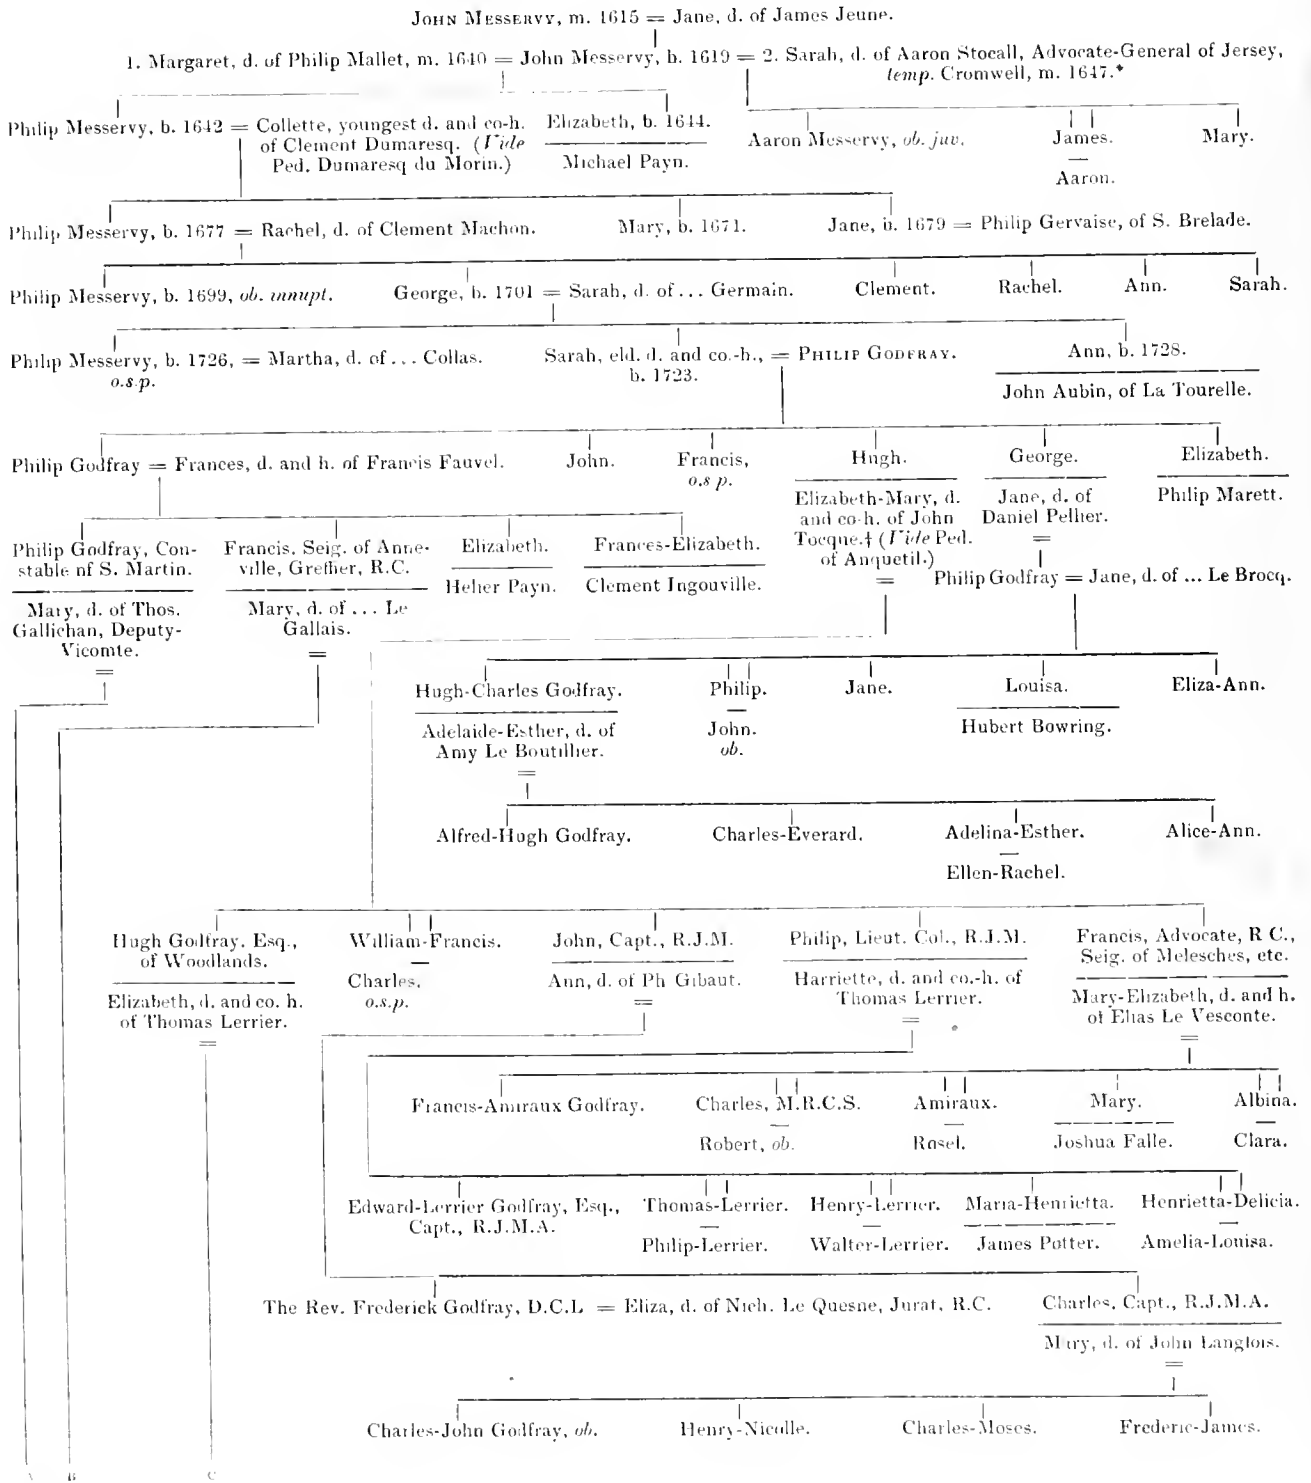 JOHN MESSERVY, m. 1615 = Jane, d. of James Jeune.
1. Margaret, d. of Philip Mallet, m. 1640 = John Messervy, b. 1619 = 2. Sarah, d. of Aaron Stocall, Advocate-General of Jersey,
temp. Cromwell, m. 1647.*
Philip Messervy, b. 1642 = Collette, youngest d. and co-h.
of Clement Dumaresq. (Vide
Ped. Dumaresq du Morin.)
Elizabeth, b. 1644.
Michael Payn.
Aaron Messervy, ob. juv.
James.
Aaron.
Mary.
Philip Messervy, b. 1677 = Rachel, d. of Clement Machon.
Mary, b. 1671.
Jane, b. 1679 = Philip Gervaise, of S. Brelade.
Philip Messervy, b. 1699, ob. innupt.
George, b. 1701 = Sarah, d. of ... Germain.
Clement.
Rachel.
Ann.
Sarah.
Philip Messervy, b. 1726, = Martha, d. of ... Collas.
o.s.p.
Sarah, eld. d. and co.-h., = PHILIP GODFRAY.
b. 1723.
Ann, b. 1728.
John Aubin, of La Tourelle.
Philip Godfray = Frances, d. and h. of Francis Fauvel.
John.
Francis,
o.s p.
Hugh.
Elizabeth-Mary, d.
and co-h. of John
Tocque.† (Vide Ped.
of Anquetil.)
=
George.
Jane, d. of
Daniel Pellier.
=
Elizabeth.
Philip Marett.
Philip Godfray, Con-
stable of S. Martin.
Mary, d. of Thos.
Gallichan, Deputy-
Vicomte.
=
Francis, Seig. of Anne-
ville, Greffier, R.C.
Mary, d. of ... Le
Gallais.
=
Elizabeth.
Helier Payn.
Frances-Elizabeth.
Clement Ingouville.
Philip Godfray = Jane, d. of ... Le Brocq.
Hugh-Charles Godfray.
Adelaide-Esther, d. of
Amy Le Boutillier.
=
Philip.
John.
ob.
Jane.
Louisa.
Hubert Bowring.
Eliza-Ann.
Alfred-Hugh Godfray.
Charles-Everard.
Adelina-Esther.
Ellen-Rachel.
Alice-Ann.
Hugh Godfray, Esq.,
of Woodlands.
Elizabeth, d. and co. h.
of Thomas Lerrier.
=
William-Francis.
Charles,
o.s.p.
John, Capt., R.J.M.
Ann, d. of Ph Gibaut.
=
Philip, Lieut. Col., R.J.M.
Harriette, d. and co.-h. of
Thomas Lerrier.
=
Francis, Advocate, R C.,
Seig. of Melesches, etc.
Mary-Elizabeth, d. and h.
of Elias Le Vesconte.
=
Francis-Amiraux Godfray.
Charles, M.R.C.S.
Robert, ob.
Amiraux.
Rosel.
Mary.
Joshua Falle.
Albina.
Clara.
Edward-Lerrier Godfray, Esq.,
Capt., R.J.M.A.
Thomas-Lerrier.
Philip-Lerrier.
Henry-Lerrier.
Walter-Lerrier.
Maria-Henrietta.
James Potter.
Henrietta-Delicia.
Amelia-Louisa.
The Rev. Frederick Godfray, D.C.L = Eliza, d. of Nich. Le Quesne, Jurat, R.C.
Charles, Capt., R.J.M.A.
Mary, d. of John Langlois.
=
Charles-John Godfray, ob.
Henry-Nicolle.
Charles-Moses.
Frederic-James.
A B C